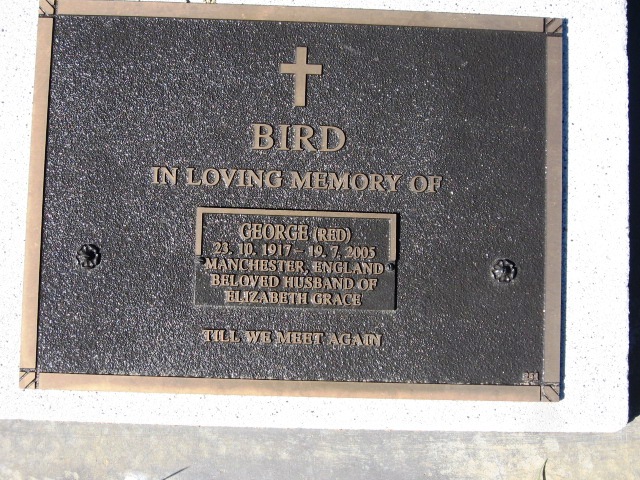 BIRD
IN LOVING MEMORY OF
GEORGE (RED)
23. 10. 1917 - 19. 7. 2005
MANCHESTER, ENGLAND
BELOVED HUSBAND OF
ELIZABETH GRACE
TILL WE MEET AGAIN